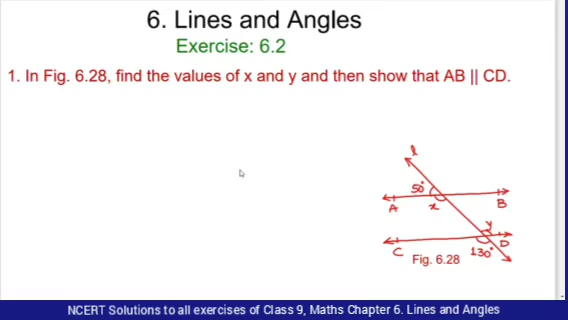 6. Lines and Angles
Exercise: 6.2
1. In Fig. 6.28, find the values of x and y and then show that AB || CD.
l
50°
A
x
B
y
C
D
130°
Fig. 6.28
NCERT Solutions to all exercises of Class 9, Maths Chapter 6. Lines and Angles